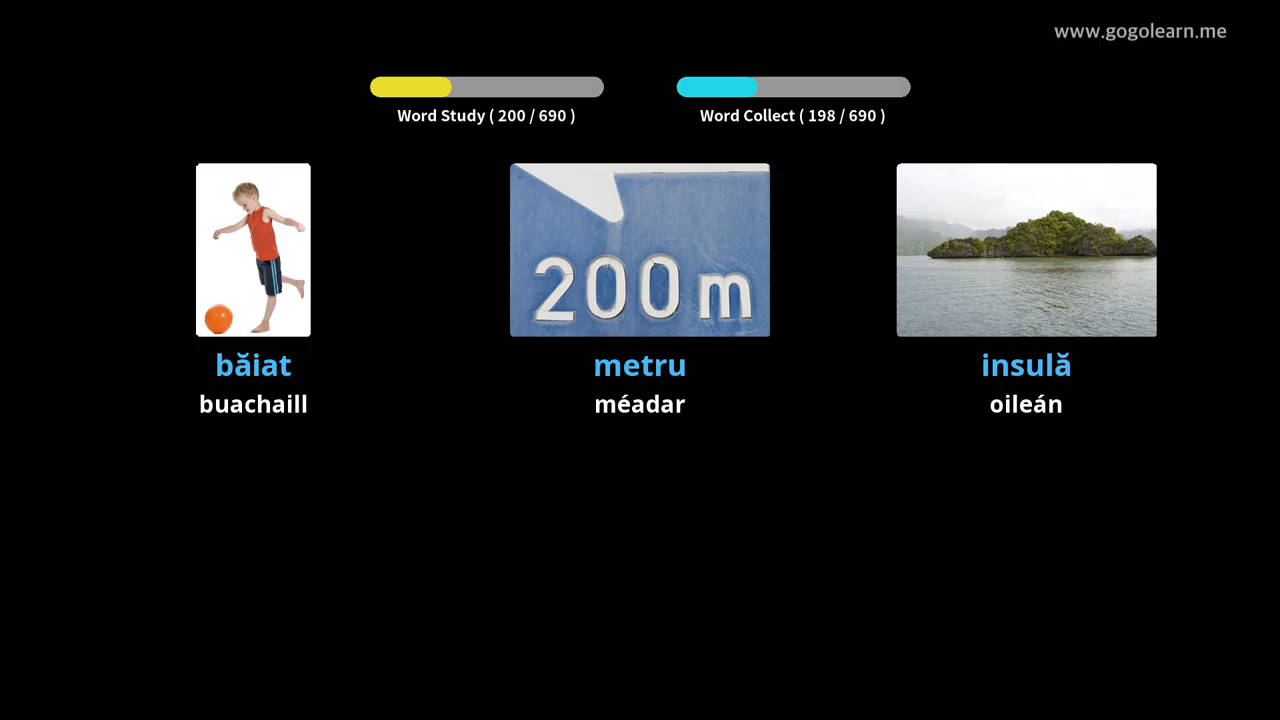 www.gogolearn.me
Word Study ( 200 / 690 )
Word Collect ( 198 / 690 )
200 m
băiat
metru
insulă
buachaill
méadar
oileán